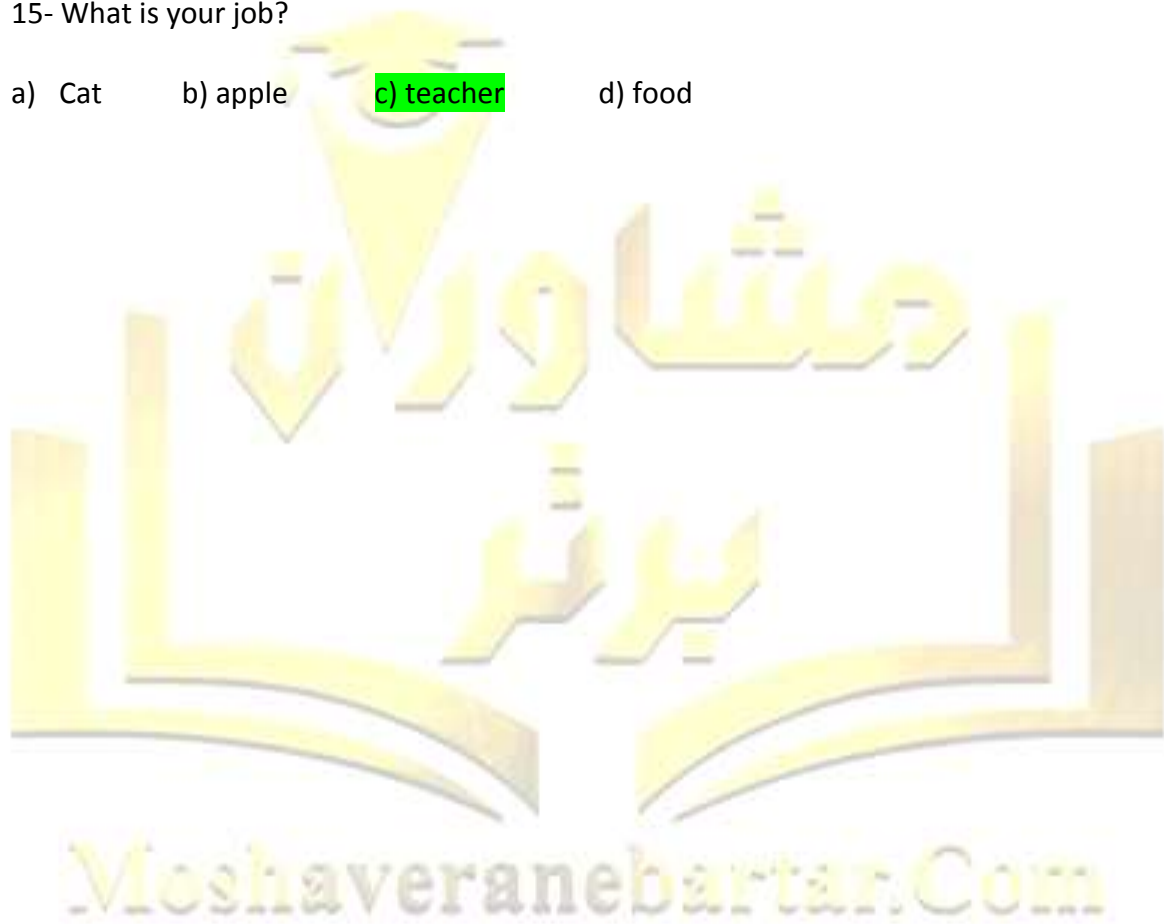 15- What is your job?
a) Cat b) apple c) teacher d) food
مشاوران
برتر
Moshaveranebartar.Com